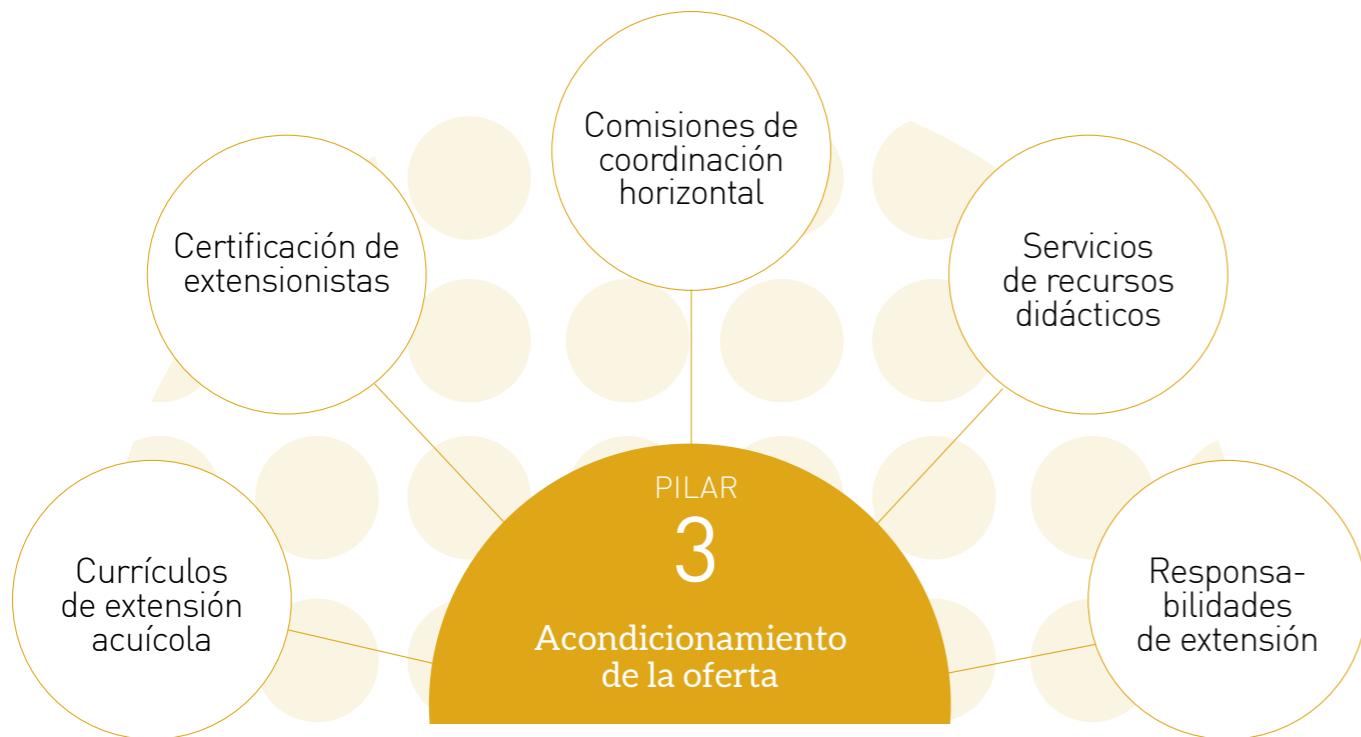 Comisiones de
coordinación
horizontal
Certificación de
extensionistas
Servicios
de recursos
didácticos
Currículos
de extensión
acuícola
PILAR
3
Acondicionamiento
de la oferta
Responsa-
bilidades
de extensión